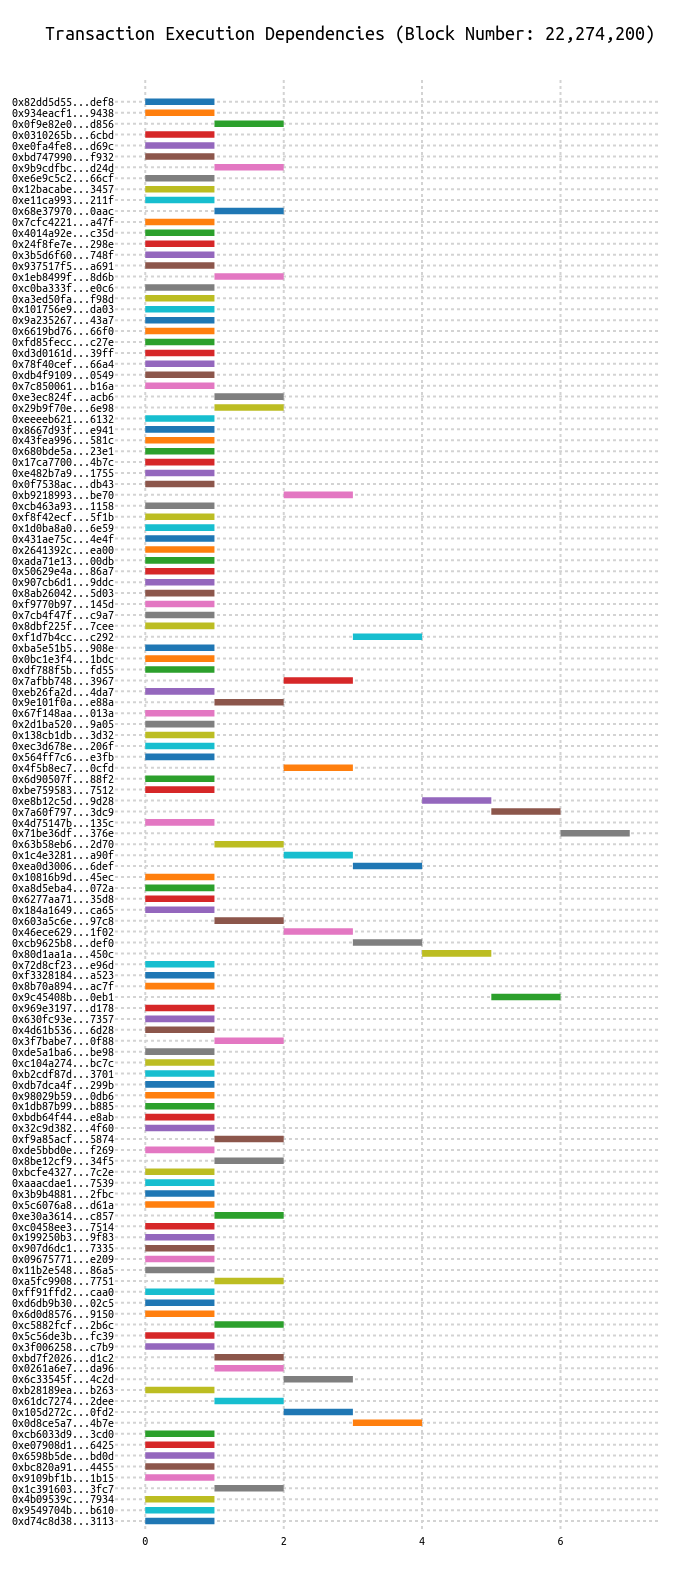 Transaction Execution Dependencies (Block Number: 22,274,200)
0x82dd5d55...def8
0x934eacf1...9438
0x0f9e82e0...d856
0x0310265b...6cbd
0xe0fa4fe8...d69c
0xbd747990...f932
0x9b9cdfbc...d24d
0xe6e9c5c2...66cf
0x12bacabe...3457
0xe11ca993...211f
0x68e37970...0aac
0x7cfc4221...a47f
0x4014a92e...c35d
0x24f8fe7e...298e
0x3b5d6f60...748f
0x937517f5...a691
0x1eb8499f...8d6b
0xc0ba333f...e0c6
0xa3ed50fa...f98d
0x101756e9...da03
0x9a235267...43a7
0x6619bd76...66f0
0xfd85fecc...c27e
0xd3d0161d...39ff
0x78f40cef...66a4
0xdb4f9109...0549
0x7c850061...b16a
0xe3ec824f...acb6
0x29b9f70e...6e98
0xeeeeb621...6132
0x8667d93f...e941
0x43fea996...581c
0x680bde5a...23e1
0x17ca7700...4b7c
0xe482b7a9...1755
0x0f7538ac...db43
0xb9218993...be70
0xcb463a93...1158
0xf8f42ecf...5f1b
0x1d0ba8a0...6e59
0x431ae75c...4e4f
0x2641392c...ea00
0xada71e13...00db
0x50629e4a...86a7
0x907cb6d1...9ddc
0x8ab26042...5d03
0xf9770b97...145d
0x7cb4f47f...c9a7
0x8dbf225f...7cee
0xf1d7b4cc...c292
0xba5e51b5...908e
0x0bc1e3f4...1bdc
0xdf788f5b...fd55
0x7afbb748...3967
0xeb26fa2d...4da7
0x9e101f0a...e88a
0x67f148aa...013a
0x2d1ba520...9a05
0x138cb1db...3d32
0xec3d678e...206f
0x564ff7c6...e3fb
0x4f5b8ec7...0cfd
0x6d90507f...88f2
0xbe759583...7512
0xe8b12c5d...9d28
0x7a60f797...3dc9
0x4d75147b...135c
0x71be36df...376e
0x63b58eb6...2d70
0x1c4e3281...a90f
0xea0d3006...6def
0x10816b9d...45ec
0xa8d5eba4...072a
0x6277aa71...35d8
0x184a1649...ca65
0x603a5c6e...97c8
0x46ece629...1f02
0xcb9625b8...def0
0x80d1aa1a...450c
0x72d8cf23...e96d
0xf3328184...a523
0x8b70a894...ac7f
0x9c45408b...0eb1
0x969e3197...d178
0x630fc93e...7357
0x4d61b536...6d28
0x3f7babe7...0f88
0xde5a1ba6...be98
0xc104a274...bc7c
0xb2cdf87d...3701
0xdb7dca4f...299b
0x98029b59...0db6
0x1db87b99...b885
0xbdb64f44...e8ab
0x32c9d382...4f60
0xf9a85acf...5874
0xde5bbd0e...f269
0x8be12cf9...34f5
0xbcfe4327...7c2e
0xaaacdae1...7539
0x3b9b4881...2fbc
0x5c6076a8...d61a
0xe30a3614...c857
0xc0458ee3...7514
0x199250b3...9f83
0x907d6dc1...7335
0x09675771...e209
0x11b2e548...86a5
0xa5fc9908...7751
0xff91ffd2...caa0
0xd6db9b30...02c5
0x6d0d8576...9150
0xc5882fcf...2b6c
0x5c56de3b...fc39
0x3f006258...c7b9
0xbd7f2026...d1c2
0x0261a6e7...da96
0x6c33545f...4c2d
0xb28189ea...b263
0x61dc7274...2dee
0x105d272c...0fd2
0x0d8ce5a7...4b7e
0xcb6033d9...3cd0
0xe07908d1...6425
0x6598b5de...bd0d
0xbc820a91...4455
0x9109bf1b...1b15
0x1c391603...3fc7
0x4b09539c...7934
0x9549704b...b610
0xd74c8d38...3113
0 2 4 6